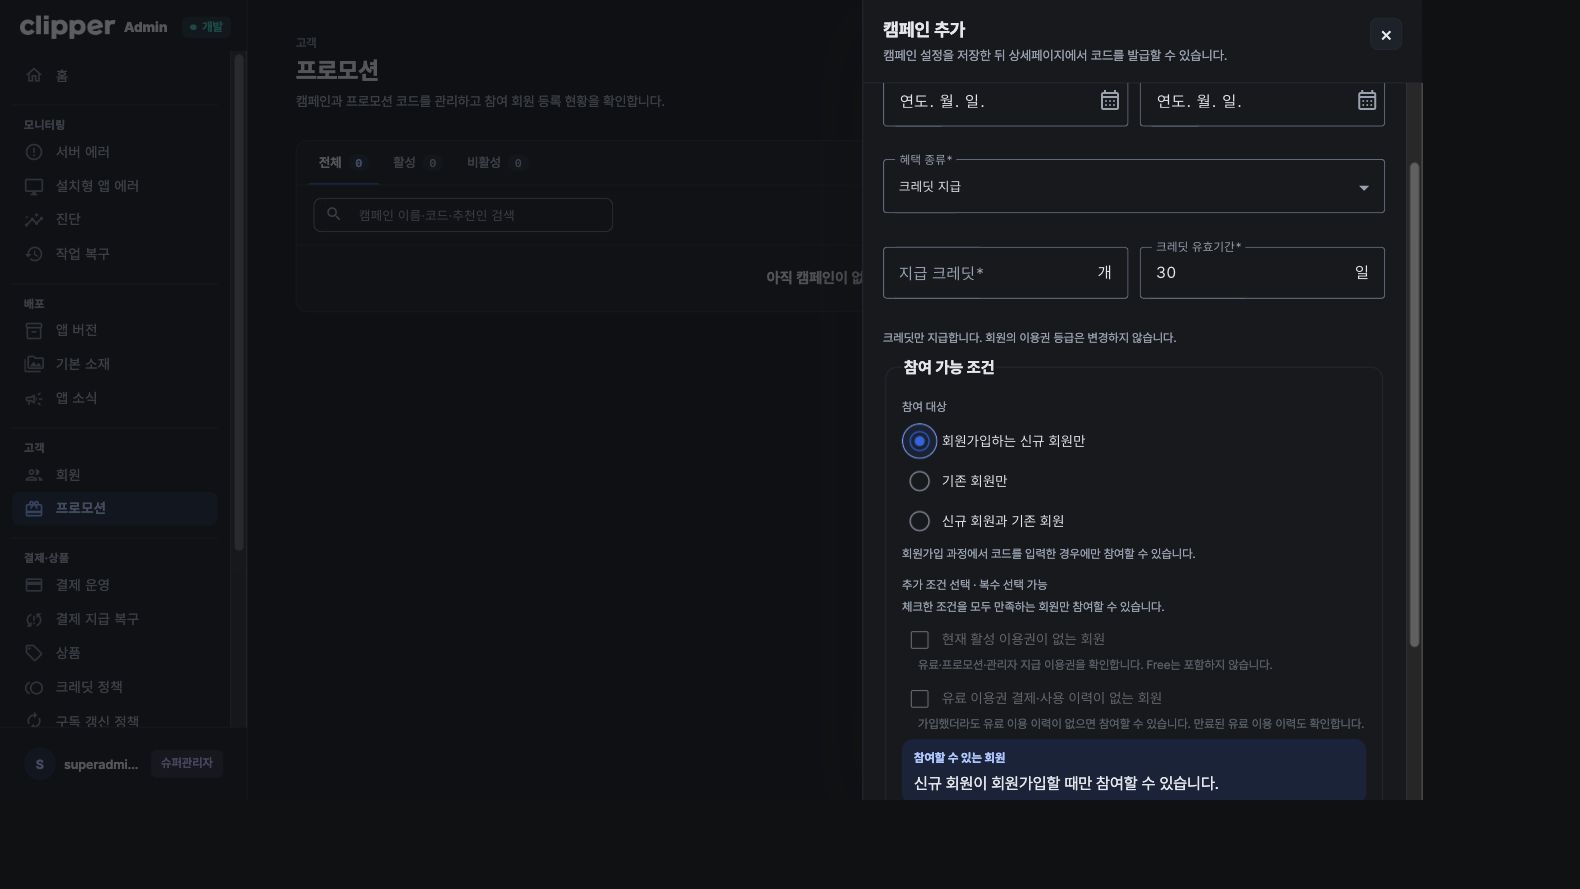 clipper Admin 개발
홈
모니터링
서버 에러
설치형 앱 에러
진단
작업 복구
배포
앱 버전
기본 소재
앱 소식
고객
회원
프로모션
결제·상품
결제 운영
결제 지급 복구
상품
크레딧 정책
구독 갱신 정책
S superadmi... 슈퍼관리자
고객
프로모션
캠페인과 프로모션 코드를 관리하고 참여 회원 등록 현황을 확인합니다.
전체 0 활성 0 비활성 0
캠페인 이름·코드·추천인 검색
아직 캠페인이 없
캠페인 추가
캠페인 설정을 저장한 뒤 상세페이지에서 코드를 발급할 수 있습니다.
연도. 월. 일. 연도. 월. 일.
혜택 종류*
크레딧 지급
지급 크레딧* 개
크레딧 유효기간*
30 일
크레딧만 지급합니다. 회원의 이용권 등급은 변경하지 않습니다.
참여 가능 조건
참여 대상
회원가입하는 신규 회원만
기존 회원만
신규 회원과 기존 회원
회원가입 과정에서 코드를 입력한 경우에만 참여할 수 있습니다.
추가 조건 선택 · 복수 선택 가능
체크한 조건을 모두 만족하는 회원만 참여할 수 있습니다.
현재 활성 이용권이 없는 회원
유료·프로모션·관리자 지급 이용권을 확인합니다. Free는 포함하지 않습니다.
유료 이용권 결제·사용 이력이 없는 회원
가입했더라도 유료 이용 이력이 없으면 참여할 수 있습니다. 만료된 유료 이용 이력도 확인합니다.
참여할 수 있는 회원
신규 회원이 회원가입할 때만 참여할 수 있습니다.